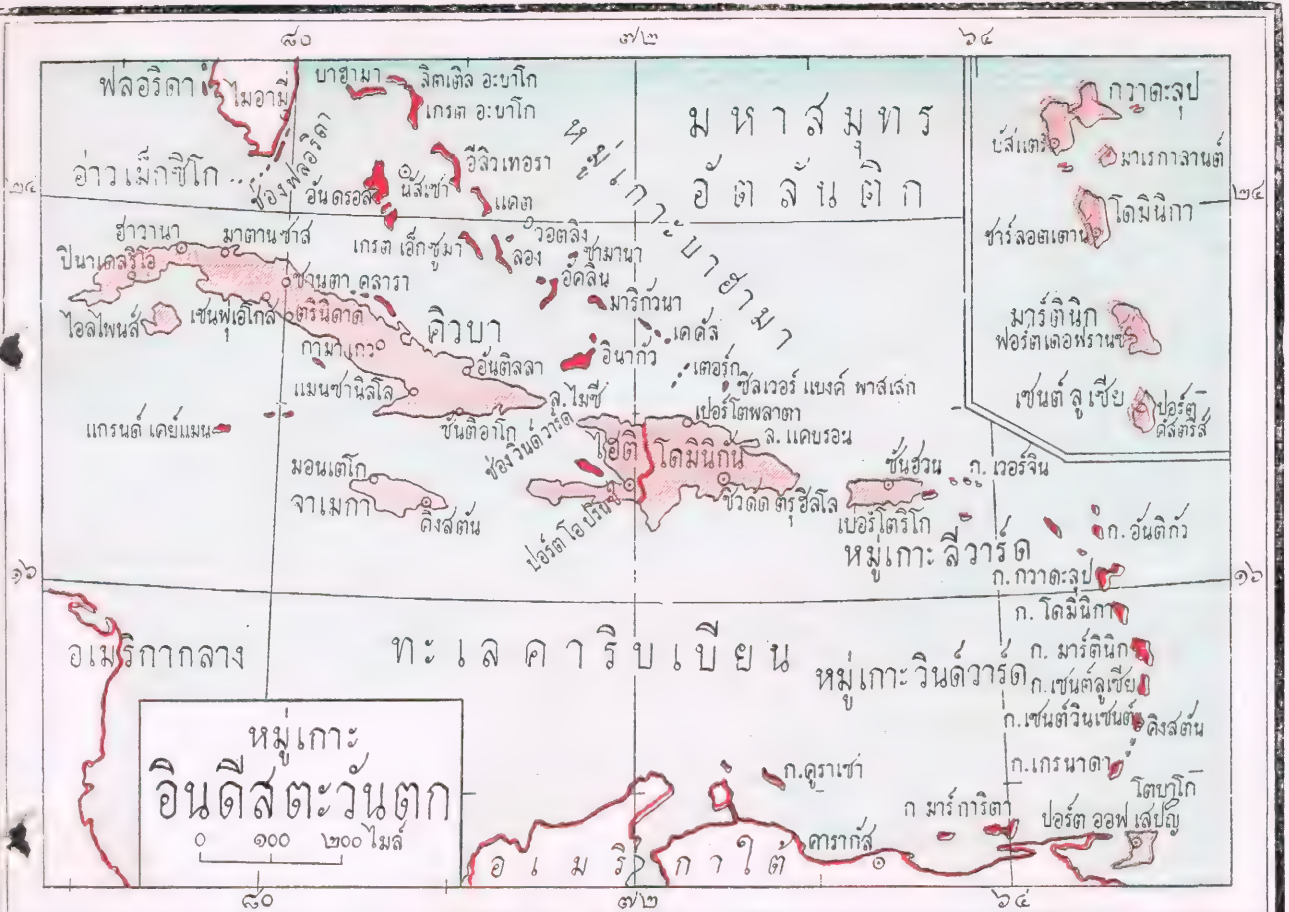 ๘๐
๗๒
๖๔
ฟลอริดา
ไมอามี่
บาฮามา
ลิตเติล อะบาโก
เกรต อะบาโก
หมู่เกาะบาฮามา
มหาสมุทร
อัตลันติก
ก กวาดะลุป
บัสแตร์
มาเรกาลานต์
อ่าวเม็กซิโก
ช่องฟลอริดา
อันดรอส
นัสเซา
อีลิวเทอรา
แคต
๒๔
๒๔
โดมินิกา
ชาร์ลอตเตาน
ฮาวานา
มาตานซาส
เกรต เอ็กซูมา
ลอง
วอตลิง
ซามานา
ปินาเดลริโอ
ซานตา คลารา
อัคลิน
มาริกัวนา
ไอลไพนส์
เซนฟูเอโกส
ตรินิดาด
คิวบา
เคคัส
มาร์ตินิก
ฟอร์ตเดอฟรานซ์
กามาเกว
อันติลลา
อินากัว
เตอร์ก
ซิลเวอร์ แบงค์ พาสเสก
แมนซานิลโล
ล.ไมซี
เซนต์ ลูเซีย
ปอร์ต
คัสตรีส์
แกรนด์ เคย์แมน
ซันติอาโก
ช่องวินด์วาร์ด
เปอร์โตพลาตา
ล. แคบรอน
ไฮติ
โดมินิกัน
มอนเตโก
จาเมกา
คิงสตัน
ปอร์ต โอ ปรินซ์
ชิวดัด ตรุฮิลโล
ซันฮวน
ก. เวอร์จิน
เปอร์โตริโก
หมู่เกาะ ลีวาร์ด
ก. อันติกัว
๑๖
๑๖
ก. กวาดะลุป
ก. โดมินิกา
อเมริกากลาง
ทะเลคาริบเบียน
หมู่เกาะ วินด์วาร์ด
ก. มาร์ตินิก
ก.เซนต์ลูเซีย
ก.เซนต์วินเซนต์
คิงสตัน
หมู่เกาะ
อินดีสตะวันตก
๐ ๑๐๐ ๒๐๐ ไมล์
ก.คูราเซา
ก.เกรนาดา
โตบาโก
ก มาร์การิตา
ปอร์ต ออฟ เสปญ
อเมริกาใต้
คารากัส
๘๐
๗๒
๖๔